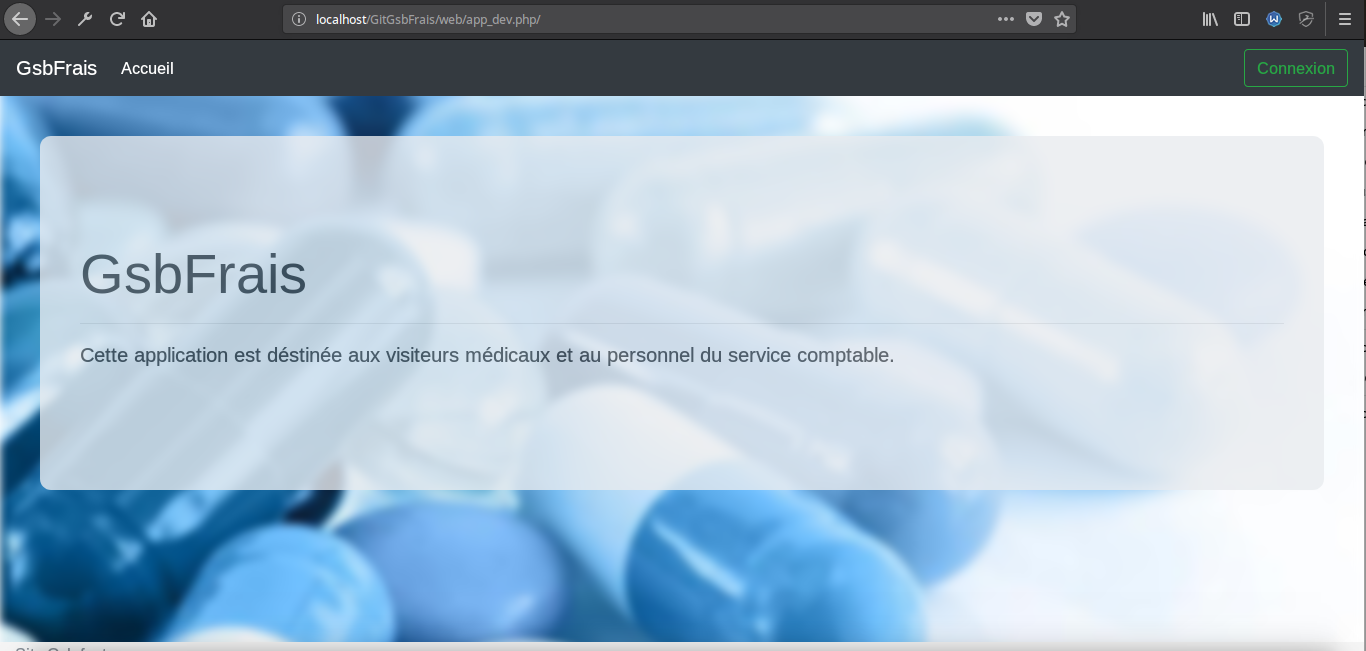 localhost/GitGsbFrais/web/app_dev.php/
GsbFrais Accueil Connexion
GsbFrais
Cette application est déstinée aux visiteurs médicaux et au personnel du service comptable.